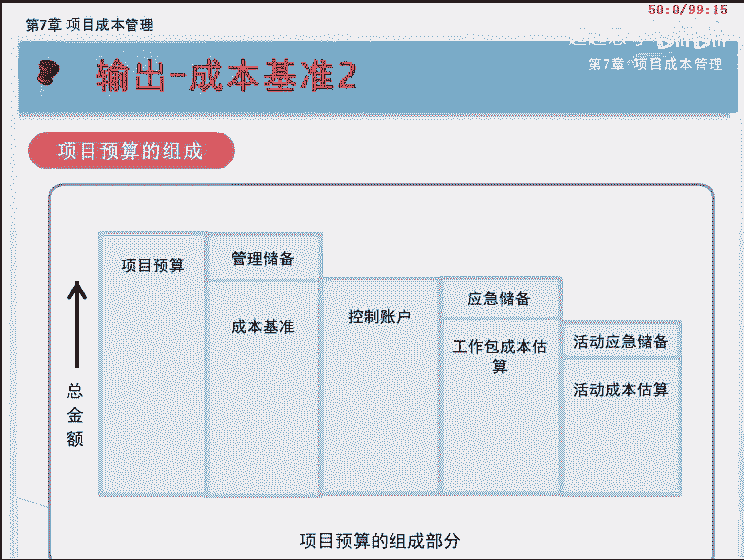 50:0/99:15
第7章 项目成本管理
第7章 项目成本管理
输出-成本基准2
项目预算的组成
项目预算
管理储备
成本基准
控制账户
应急储备
工作包成本估
算
活动应急储备
活动成本估算
总
金
额
项目预算的组成部分